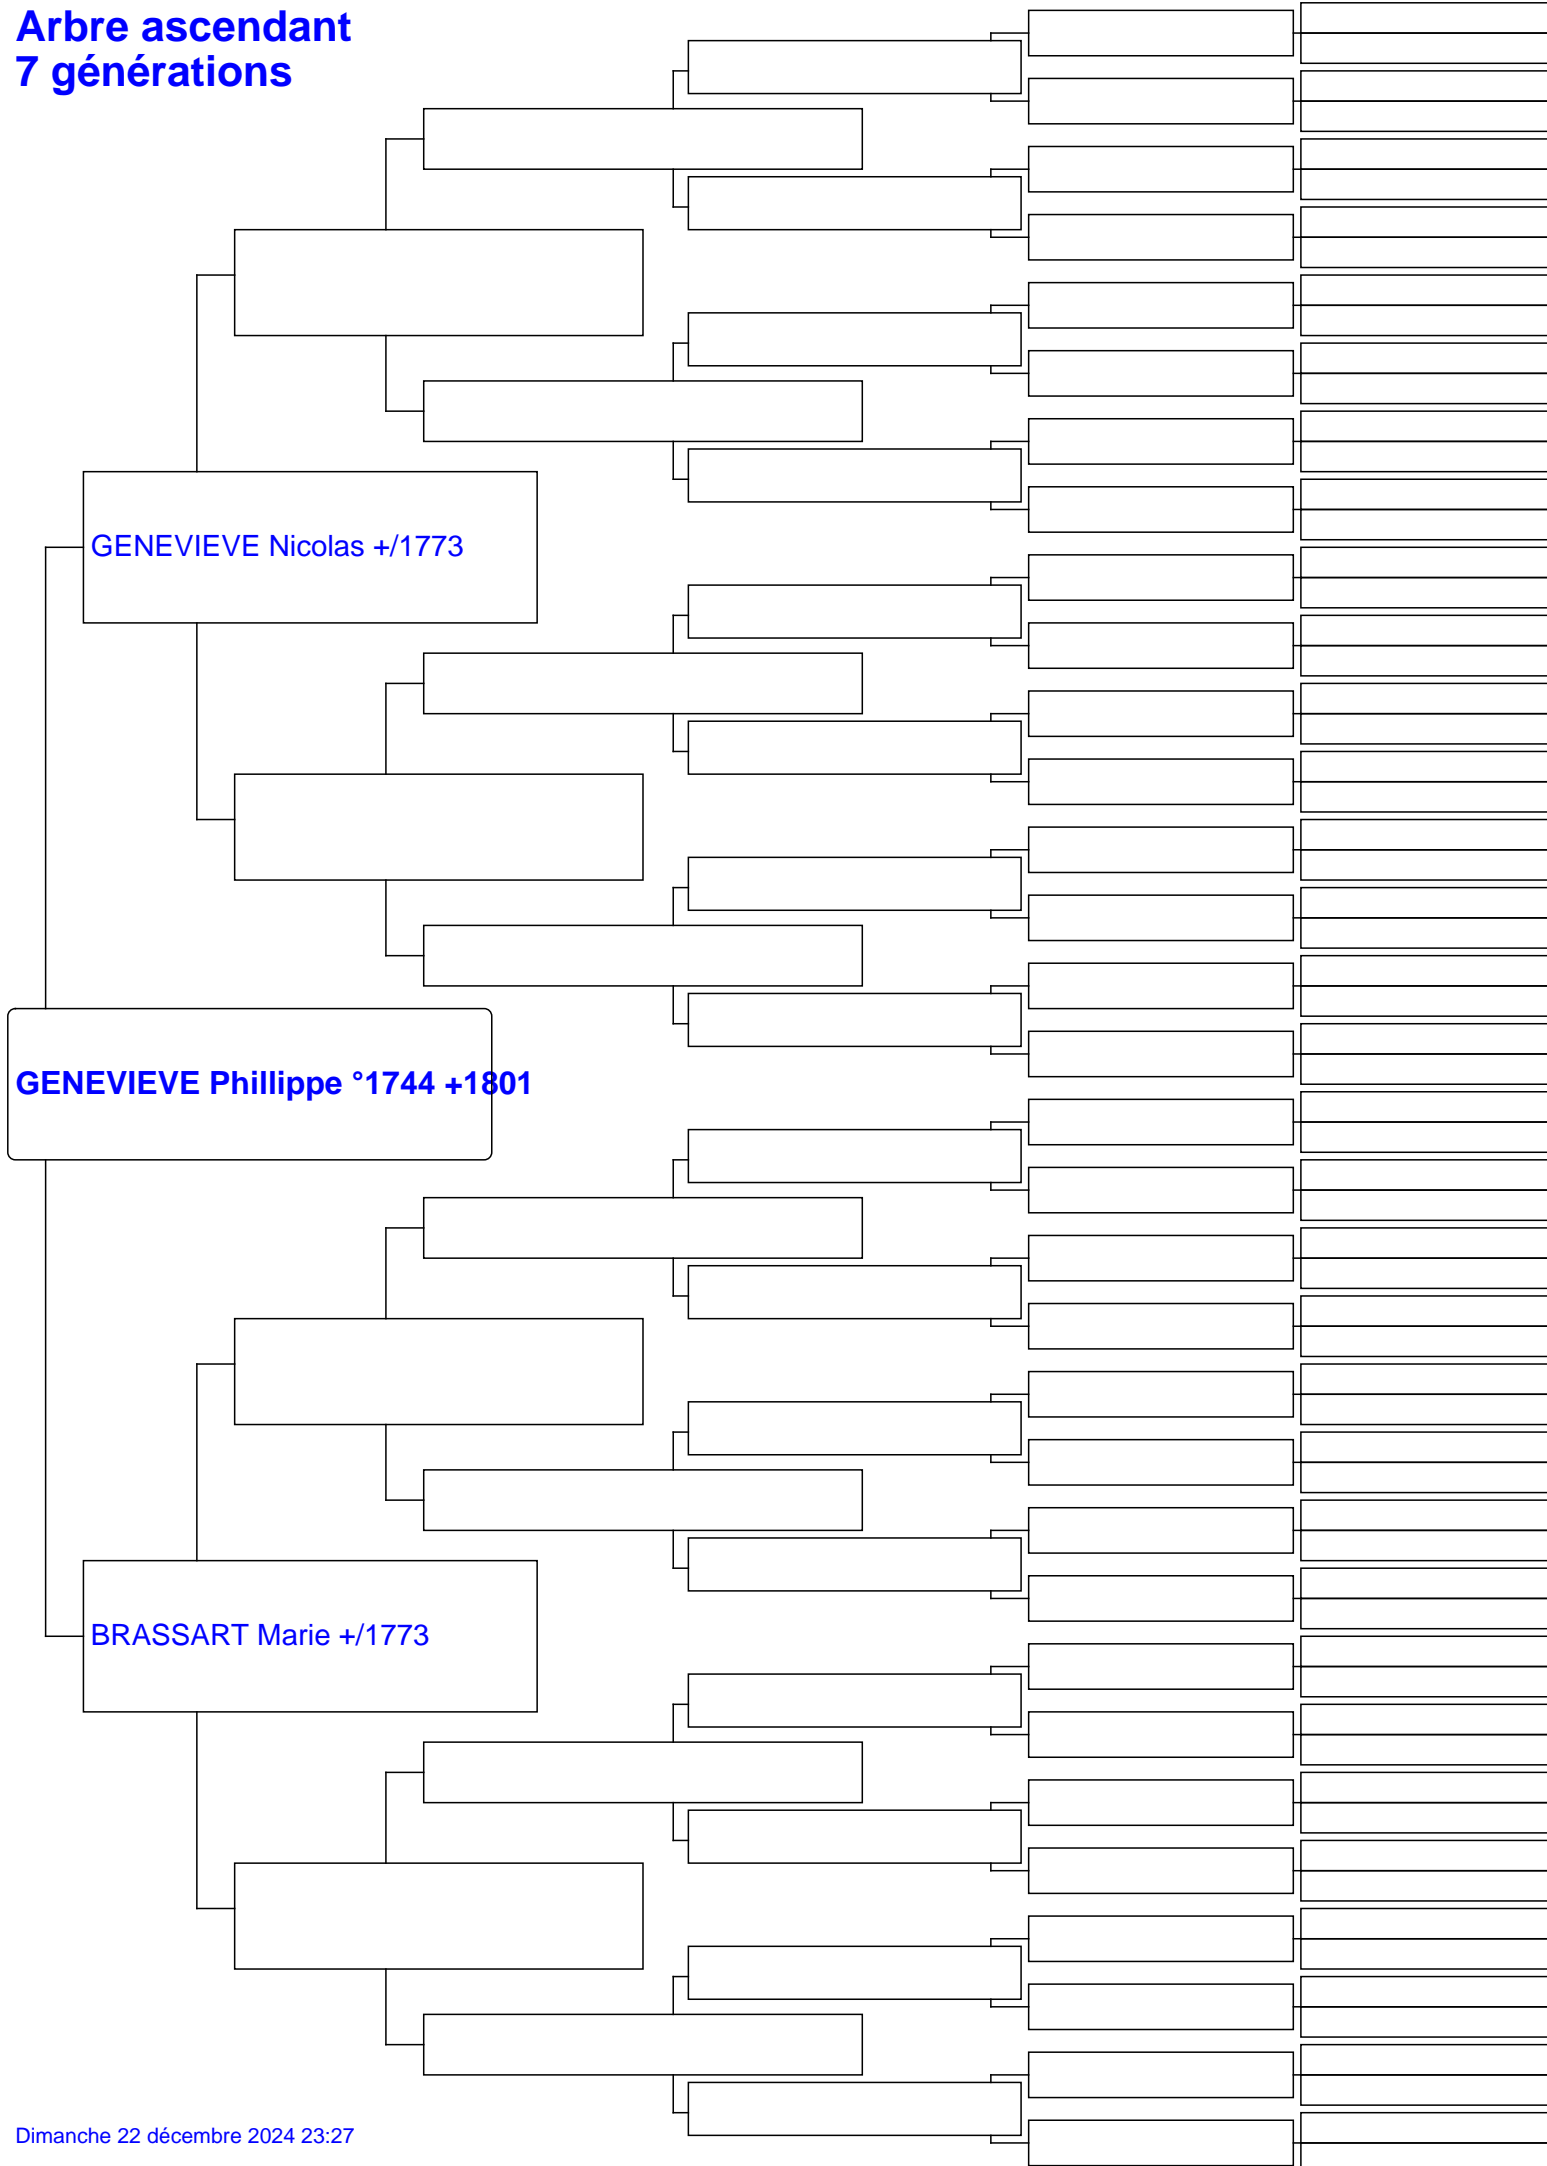 Arbre ascendant
7 générations
GENEVIEVE Nicolas +/1773
GENEVIEVE Phillippe °1744 +1801
BRASSART Marie +/1773
Dimanche 22 décembre 2024 23:27